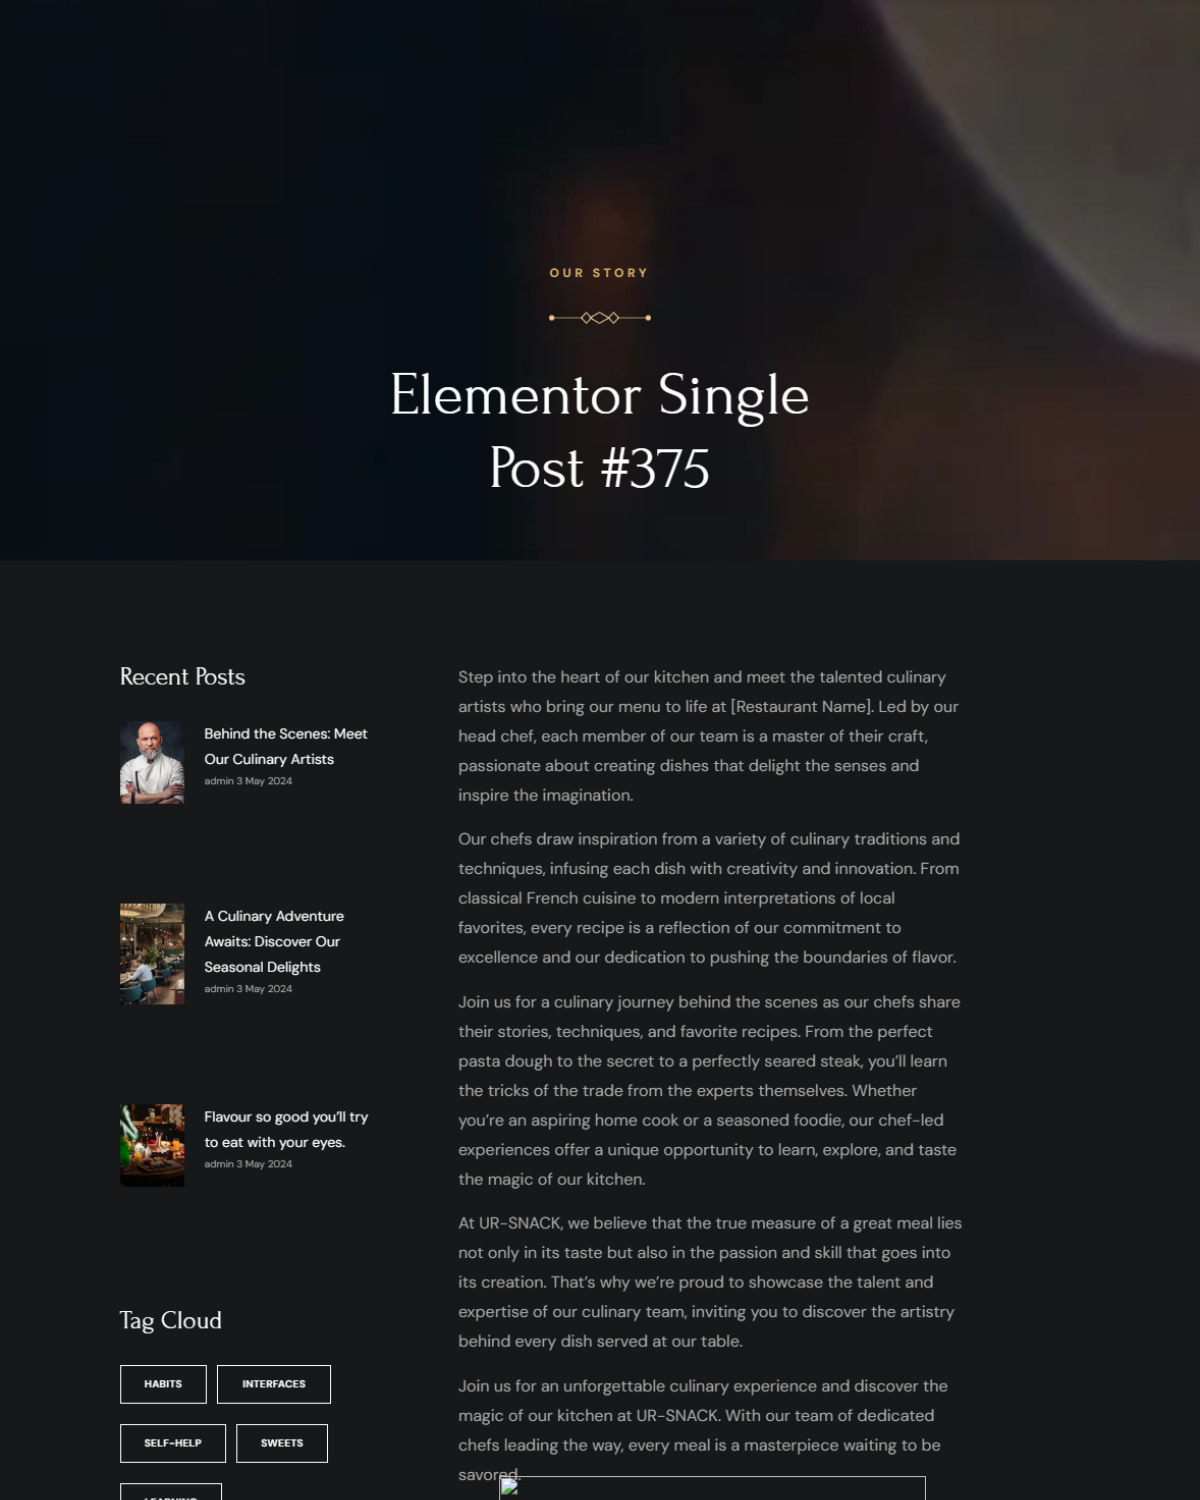 OUR STORY
Elementor Single
Post #375
Recent Posts
Behind the Scenes: Meet
Our Culinary Artists
admin 3 May 2024
A Culinary Adventure
Awaits: Discover Our
Seasonal Delights
admin 3 May 2024
Flavour so good you’ll try
to eat with your eyes.
admin 3 May 2024
Tag Cloud
HABITS
INTERFACES
SELF-HELP
SWEETS
LEARNING
Step into the heart of our kitchen and meet the talented culinary
artists who bring our menu to life at [Restaurant Name]. Led by our
head chef, each member of our team is a master of their craft,
passionate about creating dishes that delight the senses and
inspire the imagination.
Our chefs draw inspiration from a variety of culinary traditions and
techniques, infusing each dish with creativity and innovation. From
classical French cuisine to modern interpretations of local
favorites, every recipe is a reflection of our commitment to
excellence and our dedication to pushing the boundaries of flavor.
Join us for a culinary journey behind the scenes as our chefs share
their stories, techniques, and favorite recipes. From the perfect
pasta dough to the secret to a perfectly seared steak, you’ll learn
the tricks of the trade from the experts themselves. Whether
you’re an aspiring home cook or a seasoned foodie, our chef-led
experiences offer a unique opportunity to learn, explore, and taste
the magic of our kitchen.
At UR-SNACK, we believe that the true measure of a great meal lies
not only in its taste but also in the passion and skill that goes into
its creation. That’s why we’re proud to showcase the talent and
expertise of our culinary team, inviting you to discover the artistry
behind every dish served at our table.
Join us for an unforgettable culinary experience and discover the
magic of our kitchen at UR-SNACK. With our team of dedicated
chefs leading the way, every meal is a masterpiece waiting to be
savored.